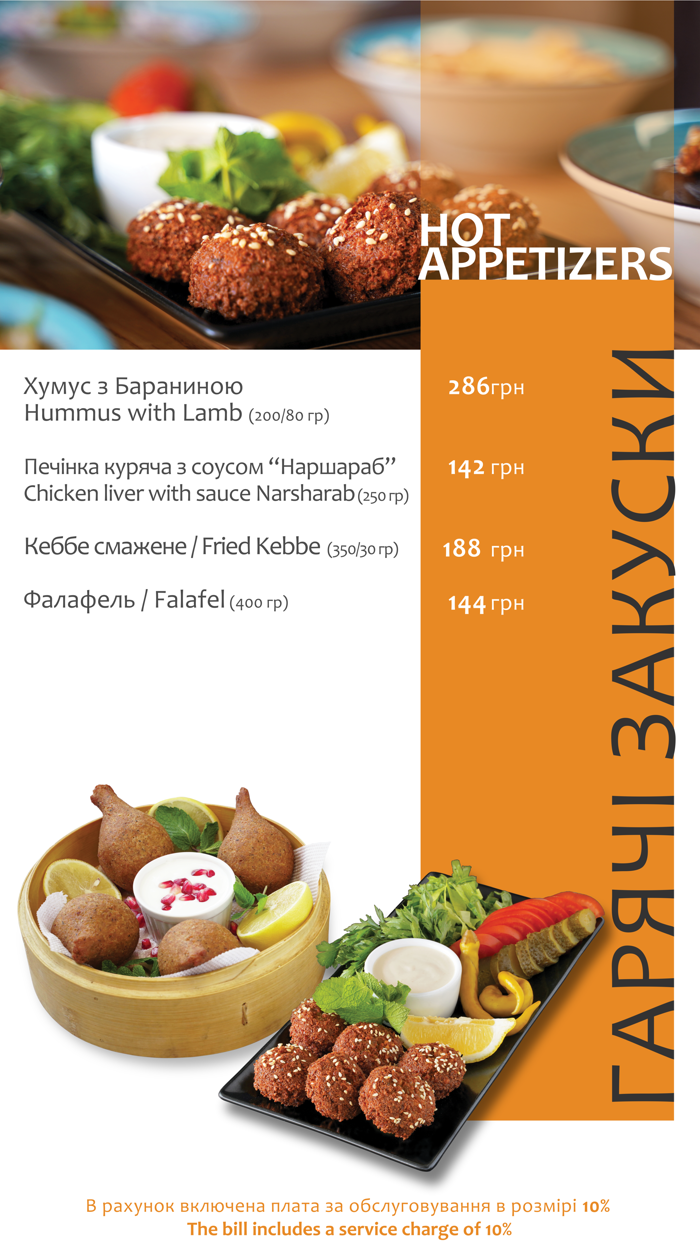 HOT
APPETIZERS
ГАРЯЧІ ЗАКУСКИ
Хумус з Бараниною 286грн
Hummus with Lamb (200/80 гр)
Печінка куряча з соусом “Наршараб” 142 грн
Chicken liver with sauce Narsharab (250 гр)
Кеббе смажене / Fried Kebbe (350/30 гр) 188 грн
Фалафель / Falafel (400 гр) 144 грн
В рахунок включена плата за обслуговування в розмірі 10%
The bill includes a service charge of 10%